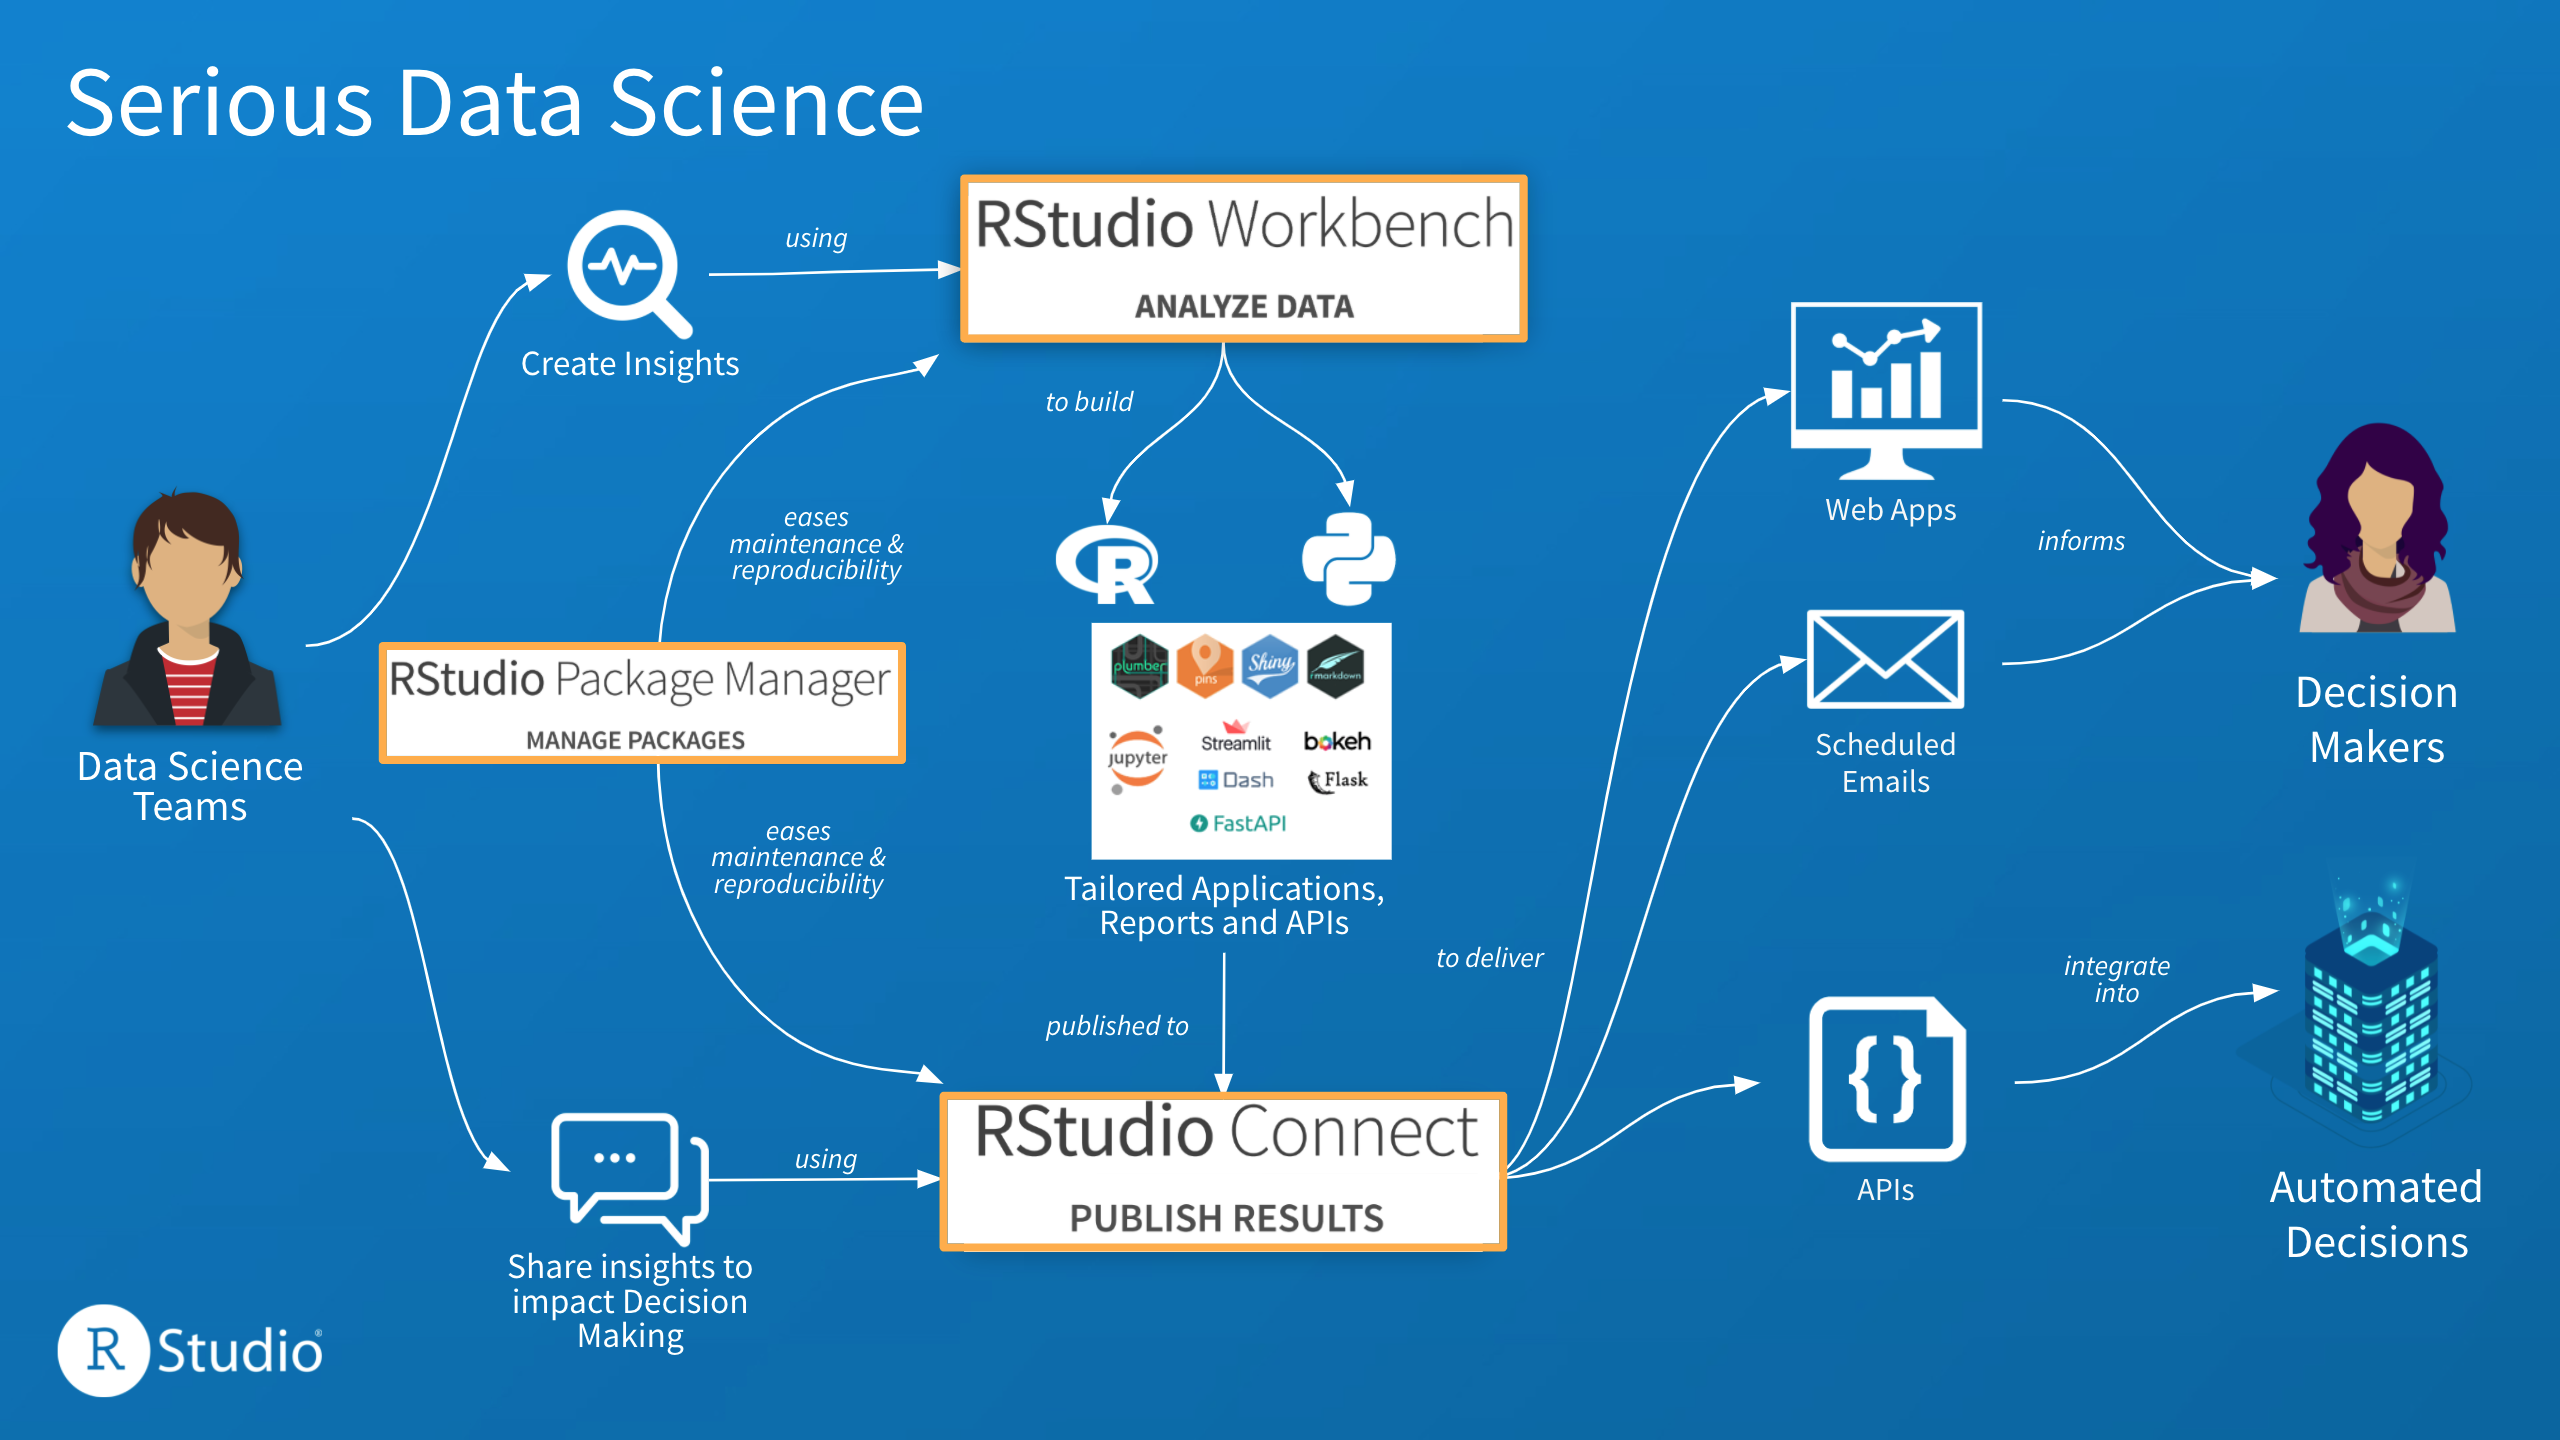 Serious Data Science
using
RStudio Workbench
ANALYZE DATA
Create Insights
to build
eases
maintenance &
reproducibility
R
Web Apps
informs
RStudio Package Manager
MANAGE PACKAGES
plumber
pins
Shiny
rmarkdown
jupyter
Streamlit
bokeh
Dash
Flask
FastAPI
Data Science
Teams
Scheduled
Emails
Decision
Makers
eases
maintenance &
reproducibility
Tailored Applications,
Reports and APIs
to deliver
published to
integrate
into
using
RStudio Connect
PUBLISH RESULTS
{}
APIs
Automated
Decisions
Share insights to
impact Decision
Making
R Studio®